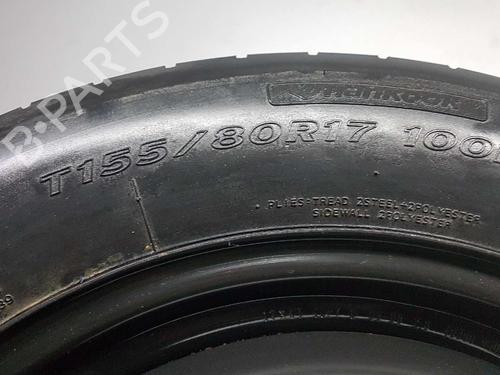 B-PARTS
HANKOOK
T155/80R17 100
PLIES-TREAD 2STEEL+2POLYESTER
SIDEWALL 2POLYESTER